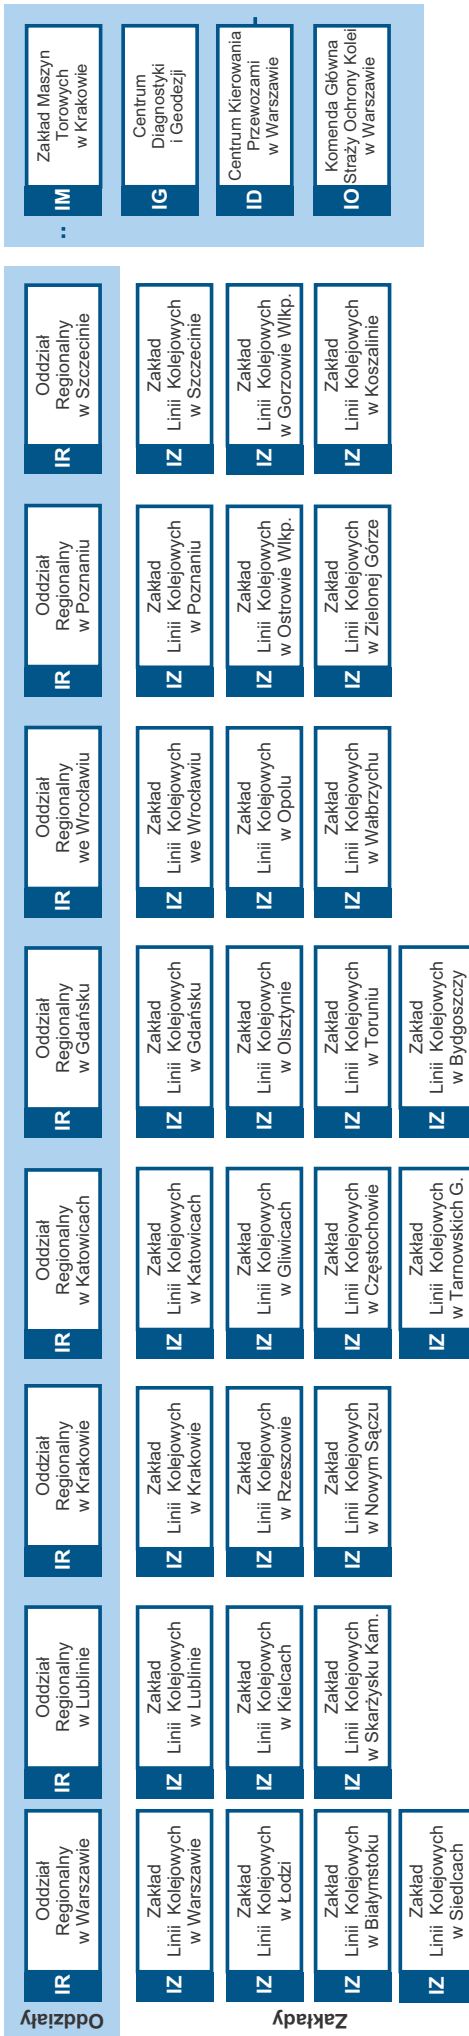 Oddziały
IR
Oddział
Regionalny
w Warszawie
IR
Oddział
Regionalny
w Lublinie
IR
Oddział
Regionalny
w Krakowie
IR
Oddział
Regionalny
w Katowicach
IR
Oddział
Regionalny
w Gdańsku
IR
Oddział
Regionalny
we Wrocławiu
IR
Oddział
Regionalny
w Poznaniu
IR
Oddział
Regionalny
w Szczecinie
IM
Zakład Maszyn
Torowych
w Krakowie
IG
Centrum
Diagnostyki
i Geodezji
ID
Centrum Kierowania
Przewozami
w Warszawie
IO
Komenda Główna
Straży Ochrony Kolei
w Warszawie
Zakłady
IZ
Zakład
Linii Kolejowych
w Warszawie
IZ
Zakład
Linii Kolejowych
w Lublinie
IZ
Zakład
Linii Kolejowych
w Krakowie
IZ
Zakład
Linii Kolejowych
w Katowicach
IZ
Zakład
Linii Kolejowych
w Gdańsku
IZ
Zakład
Linii Kolejowych
we Wrocławiu
IZ
Zakład
Linii Kolejowych
w Poznaniu
IZ
Zakład
Linii Kolejowych
w Szczecinie
IZ
Zakład
Linii Kolejowych
w Łodzi
IZ
Zakład
Linii Kolejowych
w Kielcach
IZ
Zakład
Linii Kolejowych
w Rzeszowie
IZ
Zakład
Linii Kolejowych
w Gliwicach
IZ
Zakład
Linii Kolejowych
w Olsztynie
IZ
Zakład
Linii Kolejowych
w Opolu
IZ
Zakład
Linii Kolejowych
w Ostrowie Wlkp.
IZ
Zakład
Linii Kolejowych
w Gorzowie Wlkp.
IZ
Zakład
Linii Kolejowych
w Białymstoku
IZ
Zakład
Linii Kolejowych
w Skarżysku Kam.
IZ
Zakład
Linii Kolejowych
w Nowym Sączu
IZ
Zakład
Linii Kolejowych
w Częstochowie
IZ
Zakład
Linii Kolejowych
w Toruniu
IZ
Zakład
Linii Kolejowych
w Wałbrzychu
IZ
Zakład
Linii Kolejowych
w Zielonej Górze
IZ
Zakład
Linii Kolejowych
w Koszalinie
IZ
Zakład
Linii Kolejowych
w Siedlcach
IZ
Zakład
Linii Kolejowych
w Tarnowskich G.
IZ
Zakład
Linii Kolejowych
w Bydgoszczy